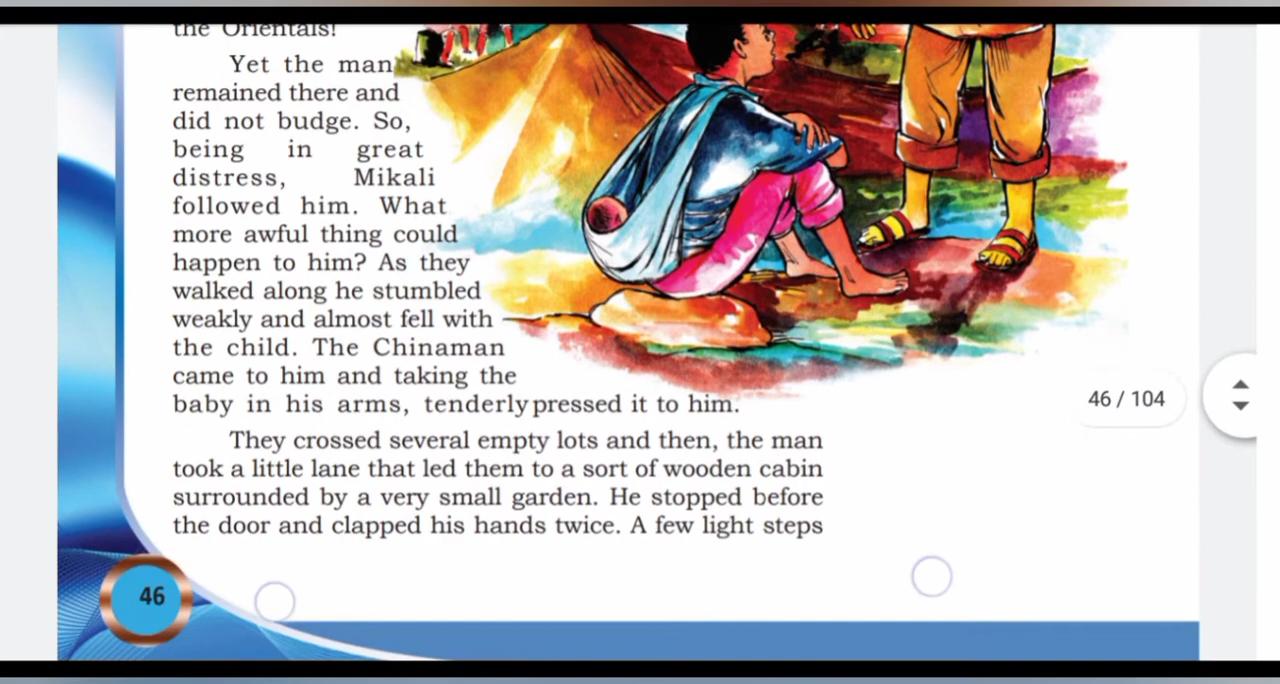 the Orientals!
Yet the man
remained there and
did not budge. So,
being in great
distress, Mikali
followed him. What
more awful thing could
happen to him? As they
walked along he stumbled
weakly and almost fell with
the child. The Chinaman
came to him and taking the
baby in his arms, tenderly pressed it to him.
They crossed several empty lots and then, the man
took a little lane that led them to a sort of wooden cabin
surrounded by a very small garden. He stopped before
the door and clapped his hands twice. A few light steps
46 / 104
46